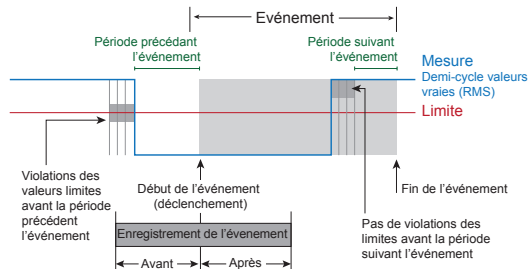 Evénement
Période précédant
l'événement
Période suivant
l'événement
Mesure
Demi-cycle valeurs
vraies (RMS)
Limite
Violations des
valeurs limites
avant la période
précédent
l'événement
Début de l'événement
(déclenchement)
Fin de l'événement
Pas de violations des
limites avant la période
suivant l'événement
Enregistrement de l'évenement
Avant
Après